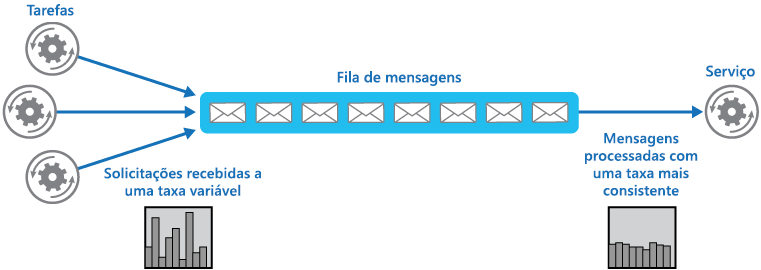 Tarefas
Fila de mensagens
Serviço
Solicitações recebidas a
uma taxa variável
Mensagens
processadas com
uma taxa mais
consistente